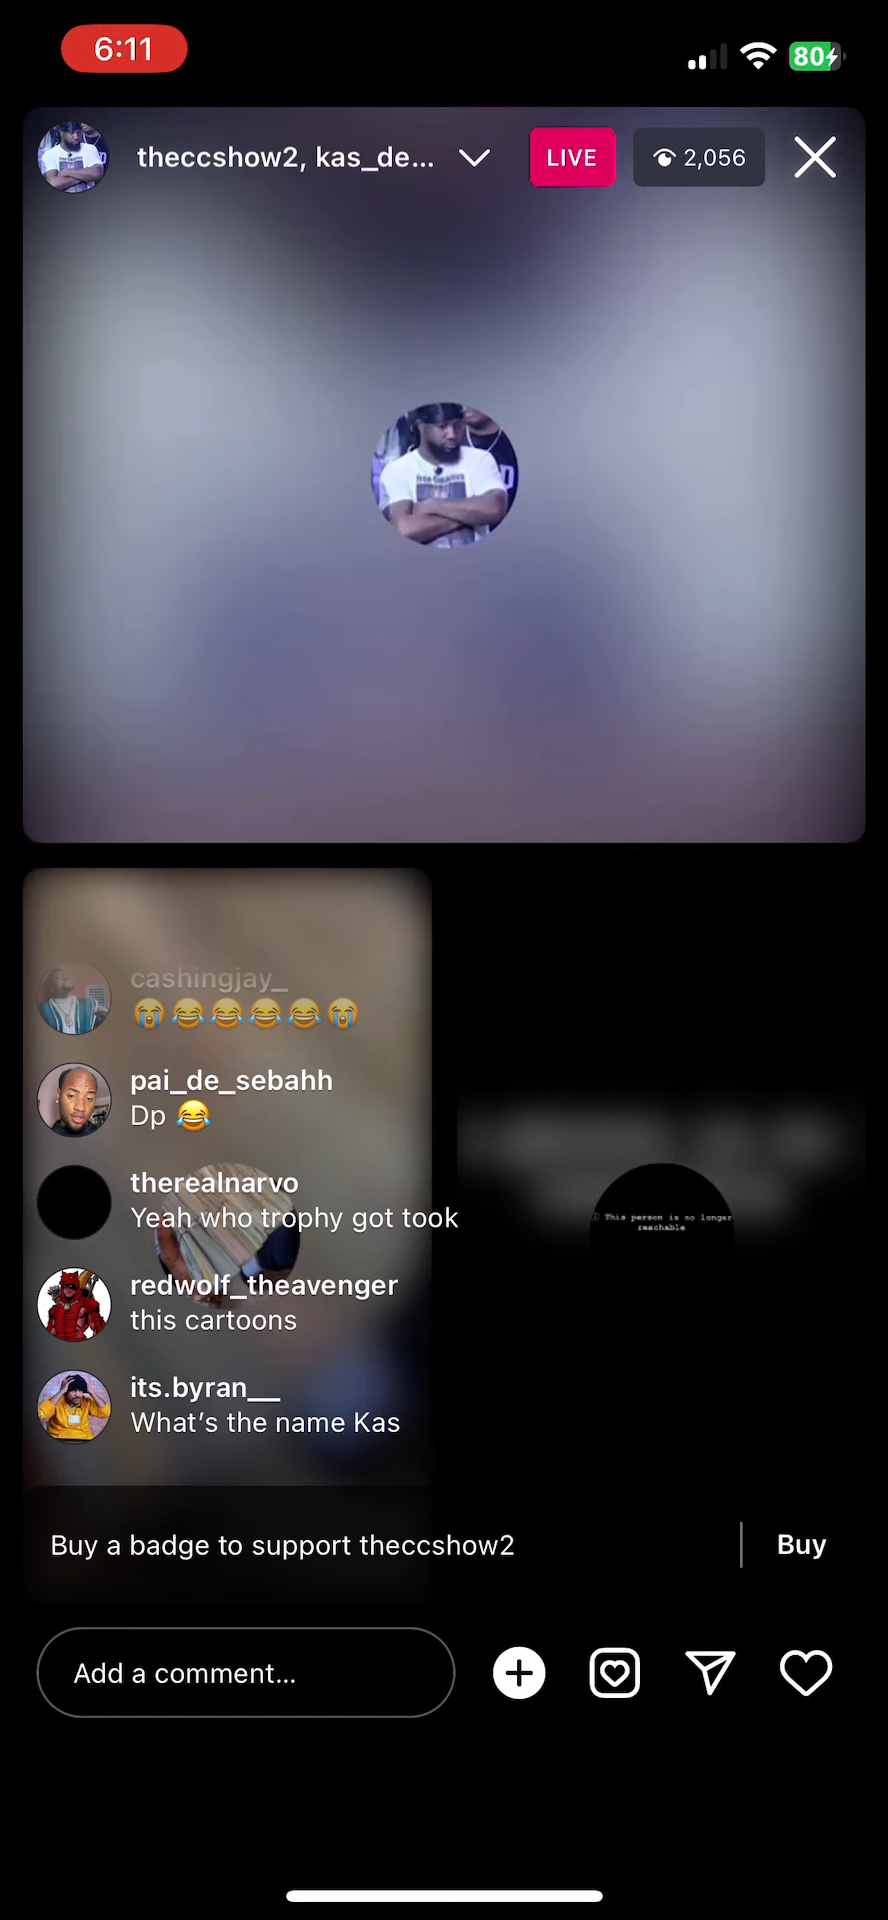 6:11
80
theccshow2, kas_de...
LIVE
2,056
cashingjay_
😭😂😂😂😂😭
pai_de_sebahh
Dp 😂
therealnarvo
Yeah who trophy got took
This person is no longer
reachable
redwolf_theavenger
this cartoons
its.byran__
What's the name Kas
Buy a badge to support theccshow2
Buy
Add a comment...